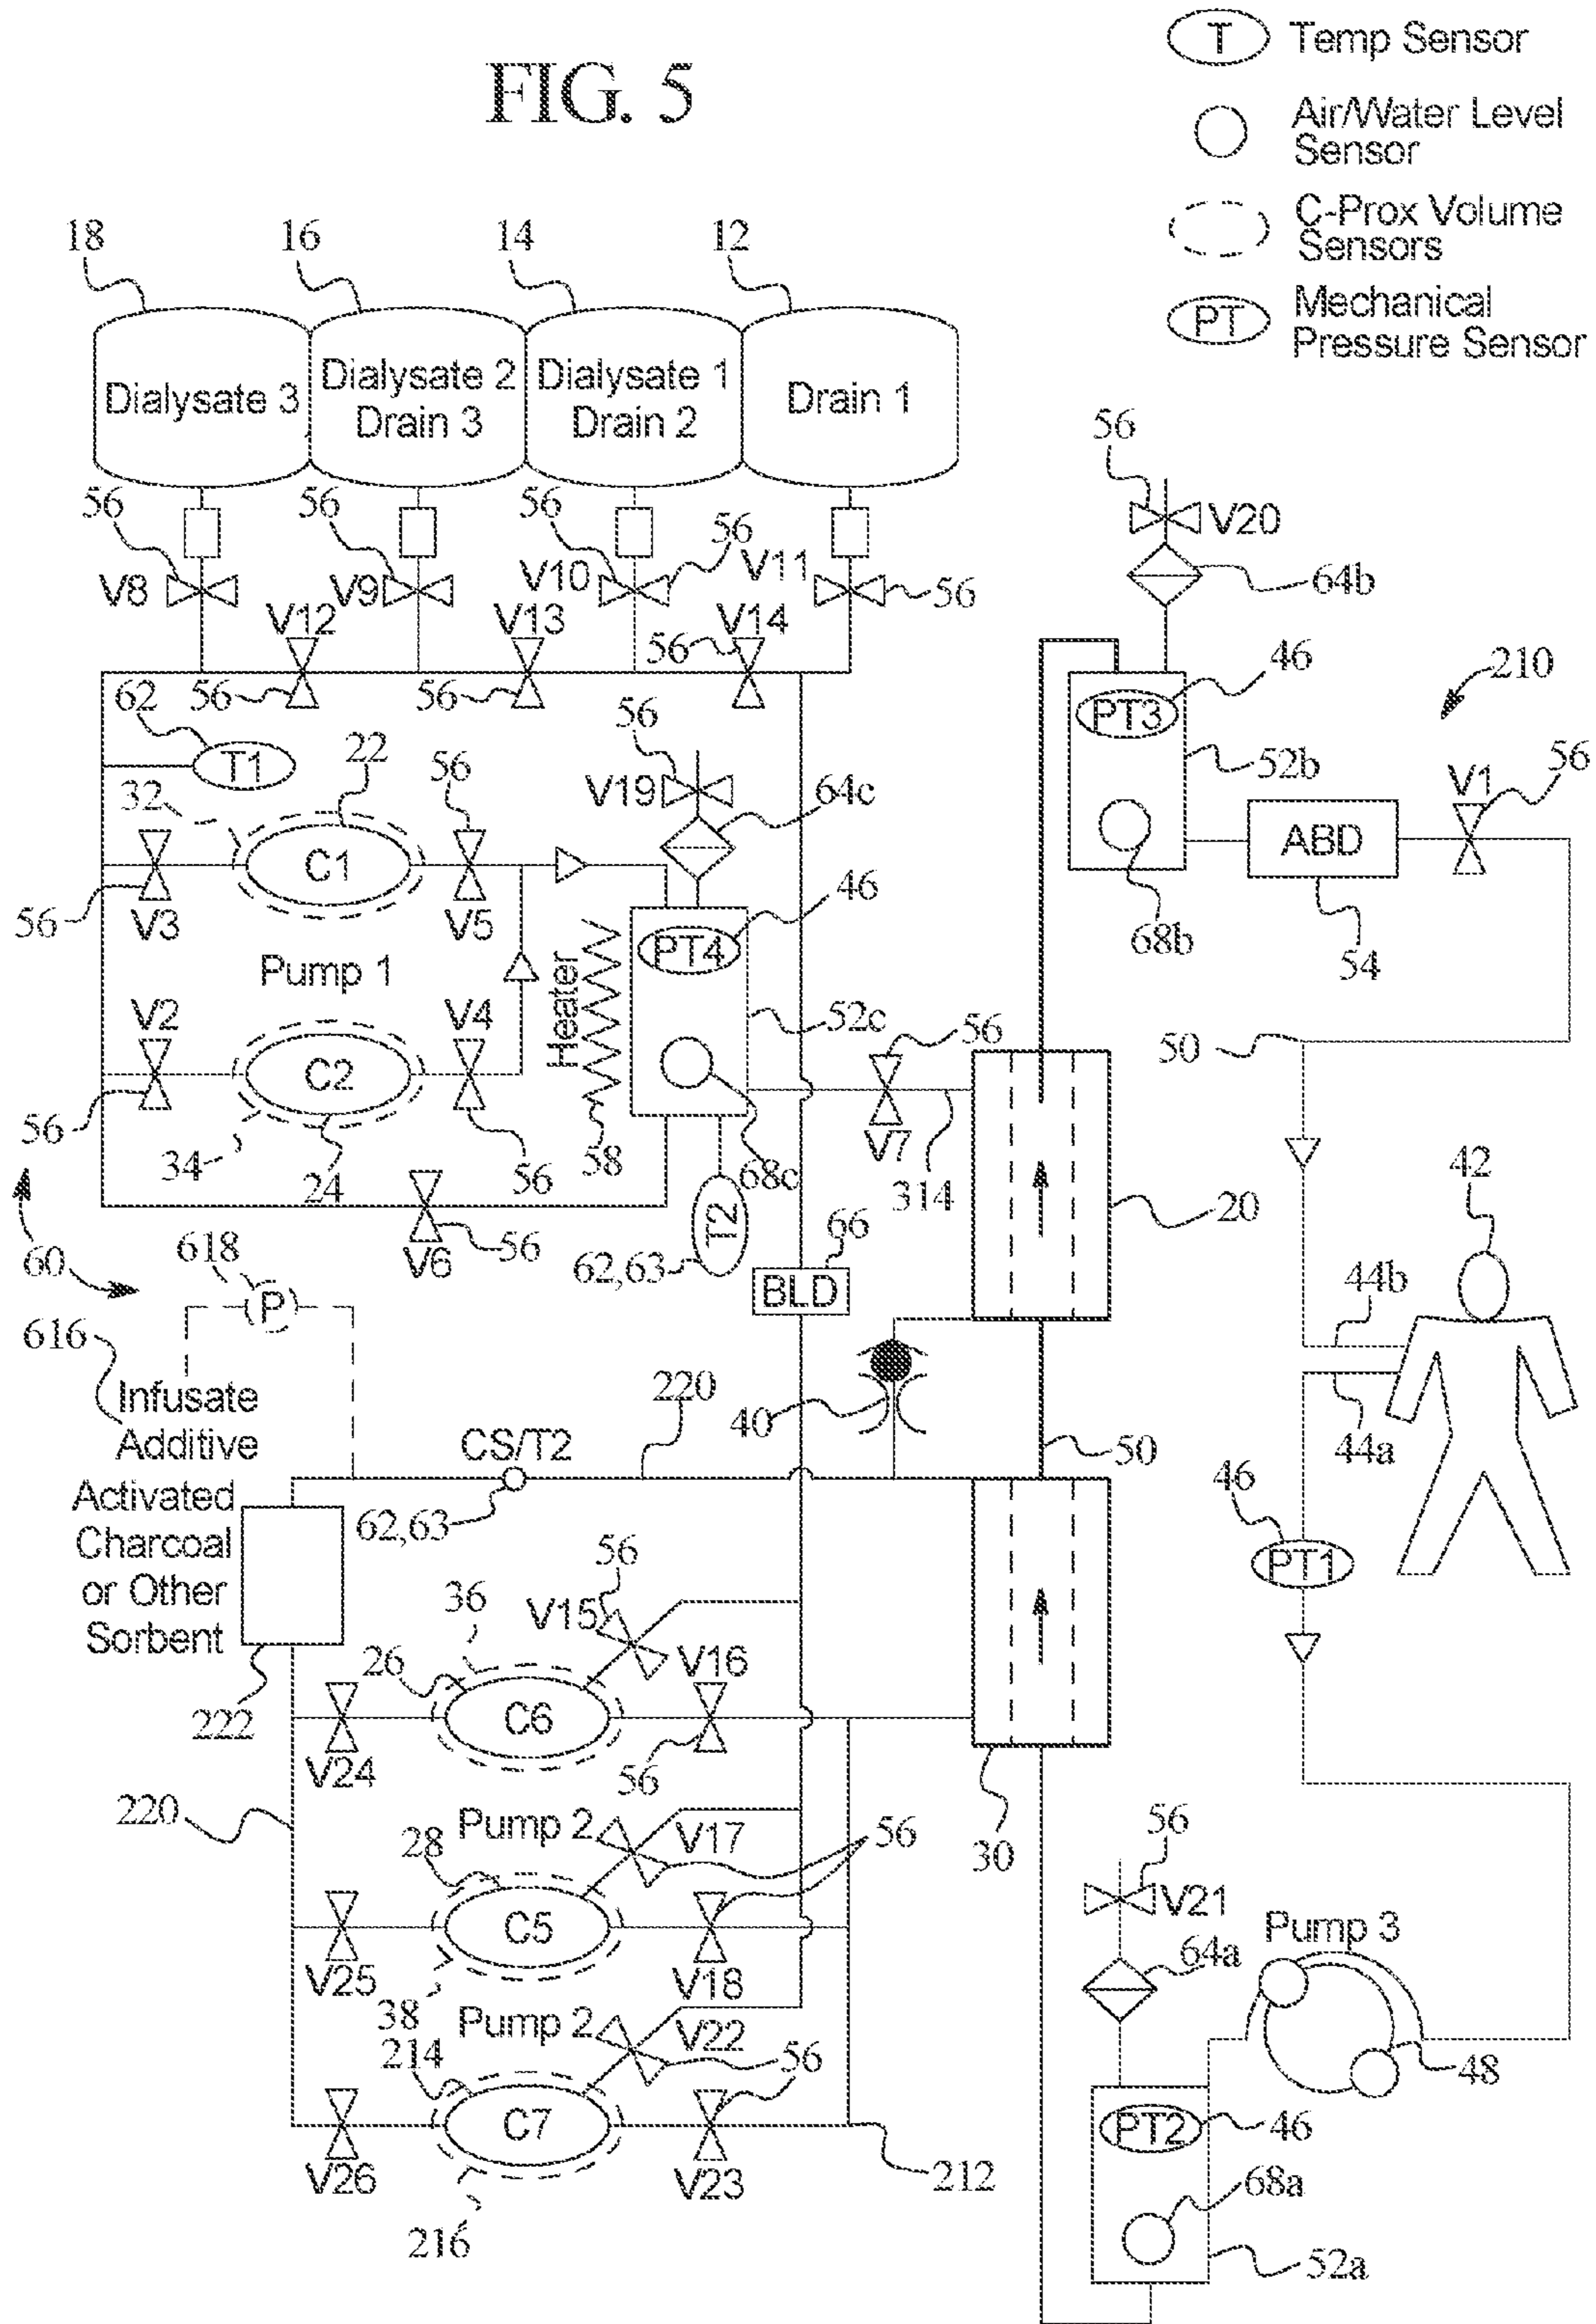 FIG. 5
T Temp Sensor
Air/Water Level
Sensor
C-Prox Volume
Sensors
PT Mechanical
Pressure Sensor
18 16 14 12
Dialysate 3
Dialysate 2
Drain 3
Dialysate 1
Drain 2
Drain 1
56
V20
64b
56 56 56 56
V8 V9 V10 V11 56
V12 V13 V14
56
56 56
46
210
PT3
52b
62
T1
22
32
56
56
V19
64c
V1 56
ABD
C1
56 V3 V5
46
68b
54
PT4
Pump 1
Heater
V2 V4
52c
56
50
C2
56
34 24 56
58
68c
V7
314
42
20
60
V6 56
T2
62,63
66
BLD
618
P
44b
616
Infusate
Additive
220
40
50
44a
CS/T2
62,63
46
PT1
Activated
Charcoal
or Other
Sorbent
222
56
36 V15
V16
26
C6
V24
56
220
30
Pump 2
28
V17
56
56
V21
Pump 3
C5
V25
V18
64a
38
Pump 2
V22
214
56
48
C7
PT2 46
V26
V23
212
68a
216
52a